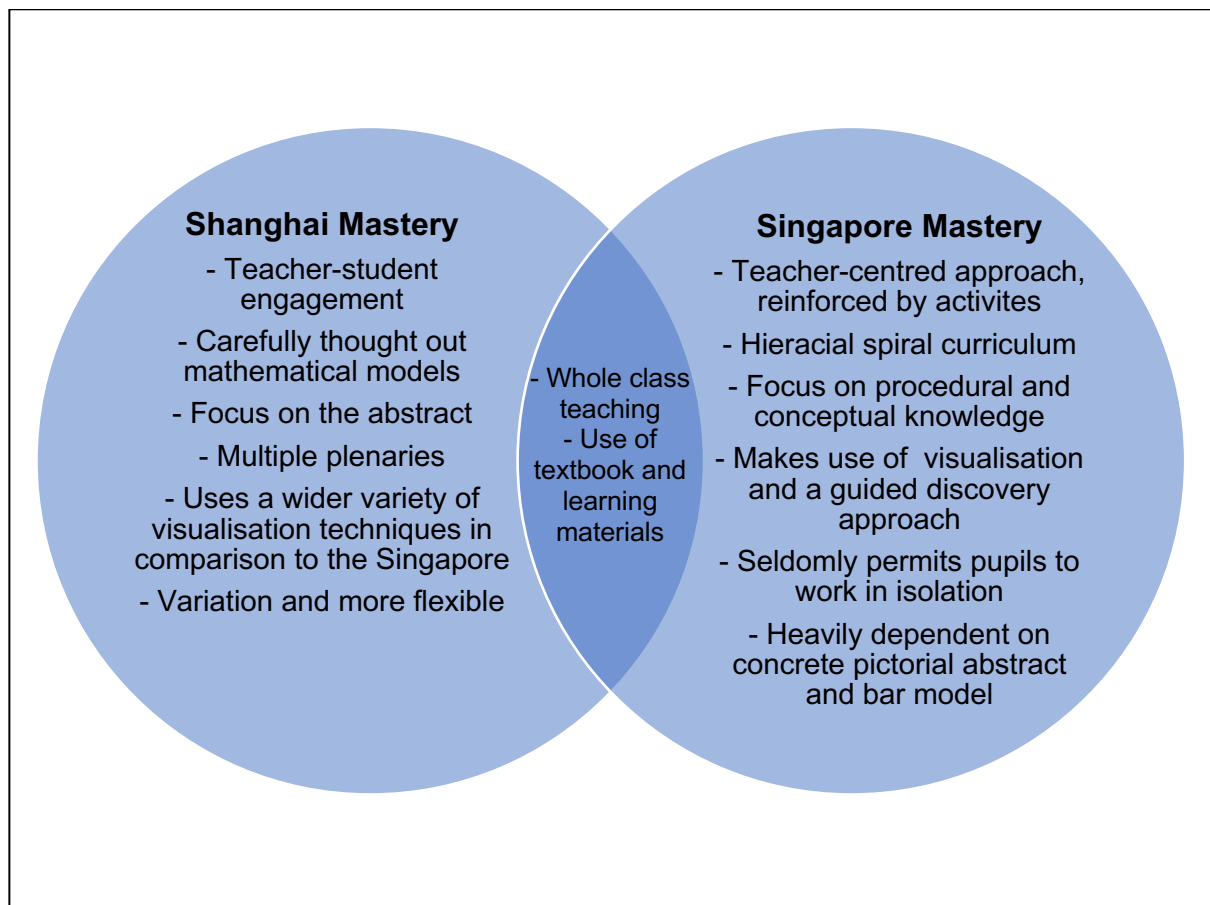 Shanghai Mastery
- Teacher-student
engagement
- Carefully thought out
mathematical models
- Focus on the abstract
- Multiple plenaries
- Uses a wider variety of
visualisation techniques in
comparison to the Singapore
- Variation and more flexible
- Whole class
teaching
- Use of
textbook and
learning
materials
Singapore Mastery
- Teacher-centred approach,
reinforced by activites
- Hieracial spiral curriculum
- Focus on procedural and
conceptual knowledge
- Makes use of  visualisation
and a guided discovery
approach
- Seldomly permits pupils to
work in isolation
- Heavily dependent on
concrete pictorial abstract
and bar model